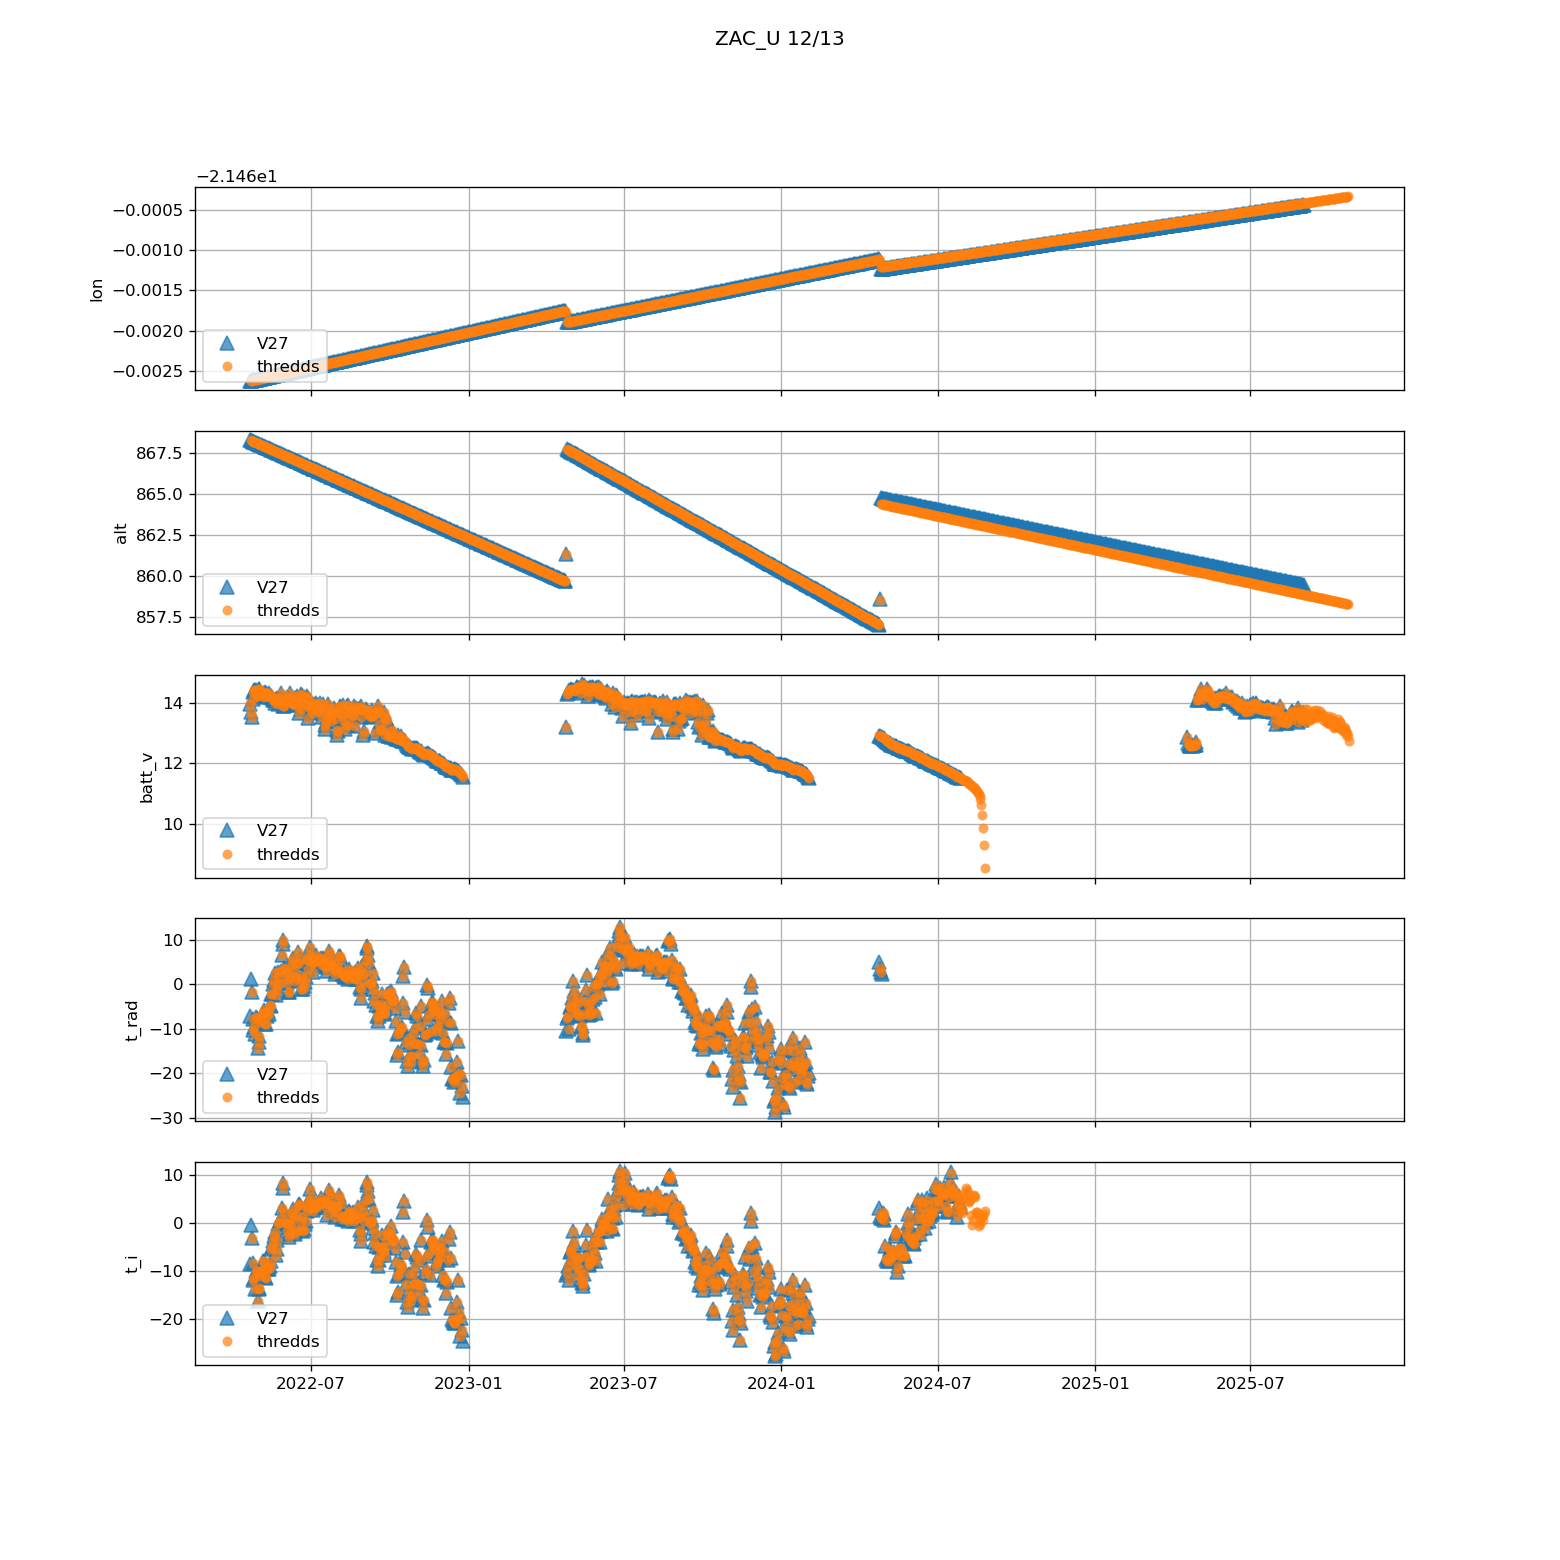 ZAC_U 12/13
−2.146e1
−0.0005
−0.0010
−0.0015
−0.0020
−0.0025
lon
V27
thredds
867.5
865.0
862.5
860.0
857.5
alt
V27
thredds
14
12
10
batt_v
V27
thredds
10
0
−10
−20
−30
t_rad
V27
thredds
10
0
−10
−20
t_i
V27
thredds
2022-07
2023-01
2023-07
2024-01
2024-07
2025-01
2025-07